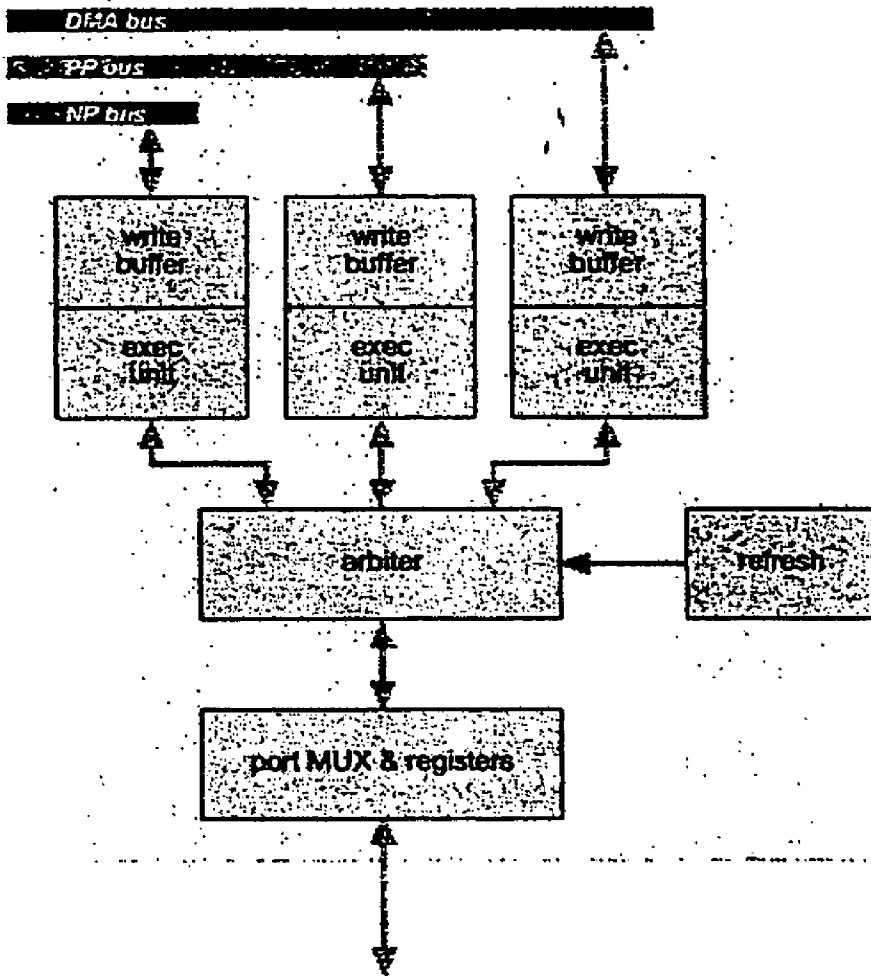 DMA bus
PP bus
NP bus
write
buffer
write
buffer
write
buffer
exec
unit
exec
unit
exec
unit
arbiter
refresh
port MUX & registers